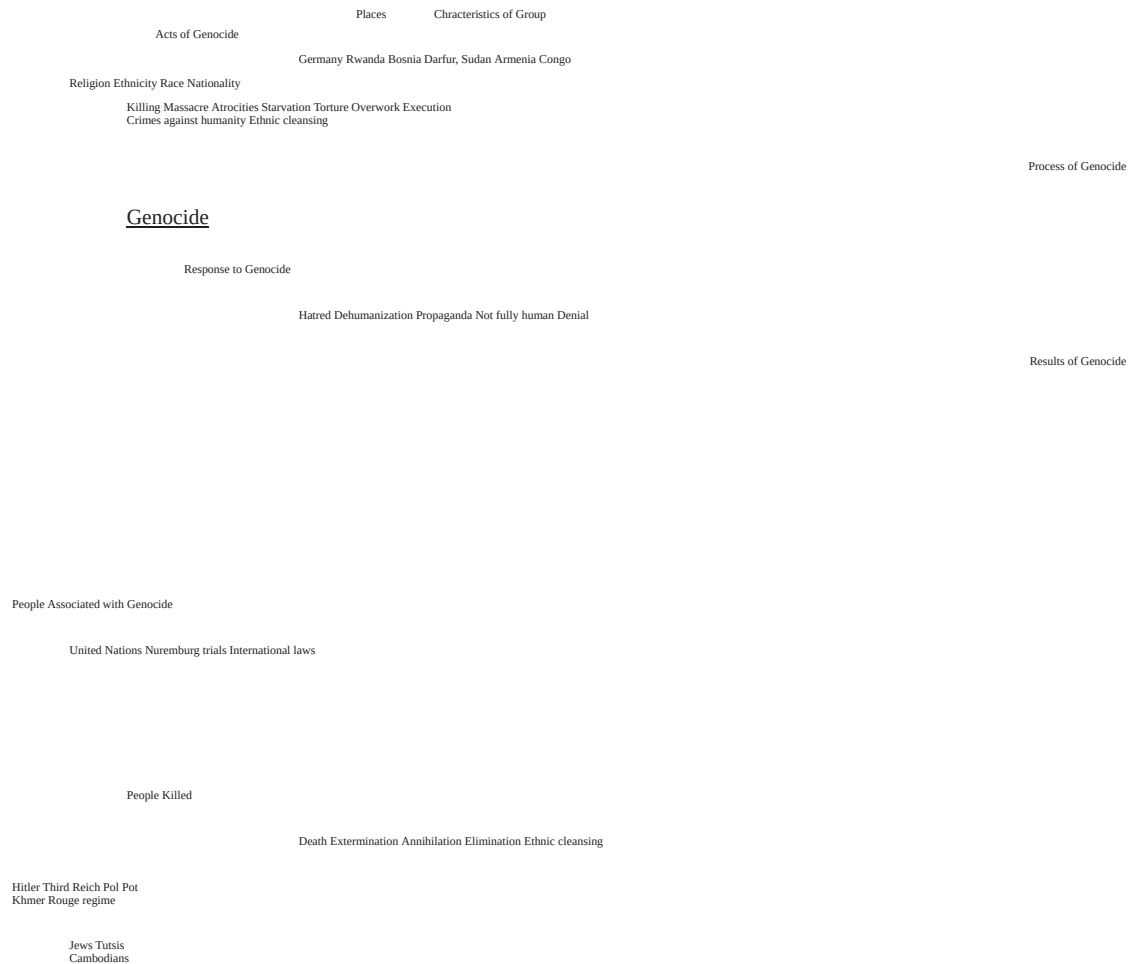 Places Chracteristics of Group
Acts of Genocide
Germany Rwanda Bosnia Darfur, Sudan Armenia Congo
Religion Ethnicity Race Nationality
Killing Massacre Atrocities Starvation Torture Overwork Execution
Crimes against humanity Ethnic cleansing
Process of Genocide
Genocide
Response to Genocide
Hatred Dehumanization Propaganda Not fully human Denial
Results of Genocide
People Associated with Genocide
United Nations Nuremburg trials International laws
People Killed
Death Extermination Annihilation Elimination Ethnic cleansing
Hitler Third Reich Pol Pot
Khmer Rouge regime
Jews Tutsis
Cambodians